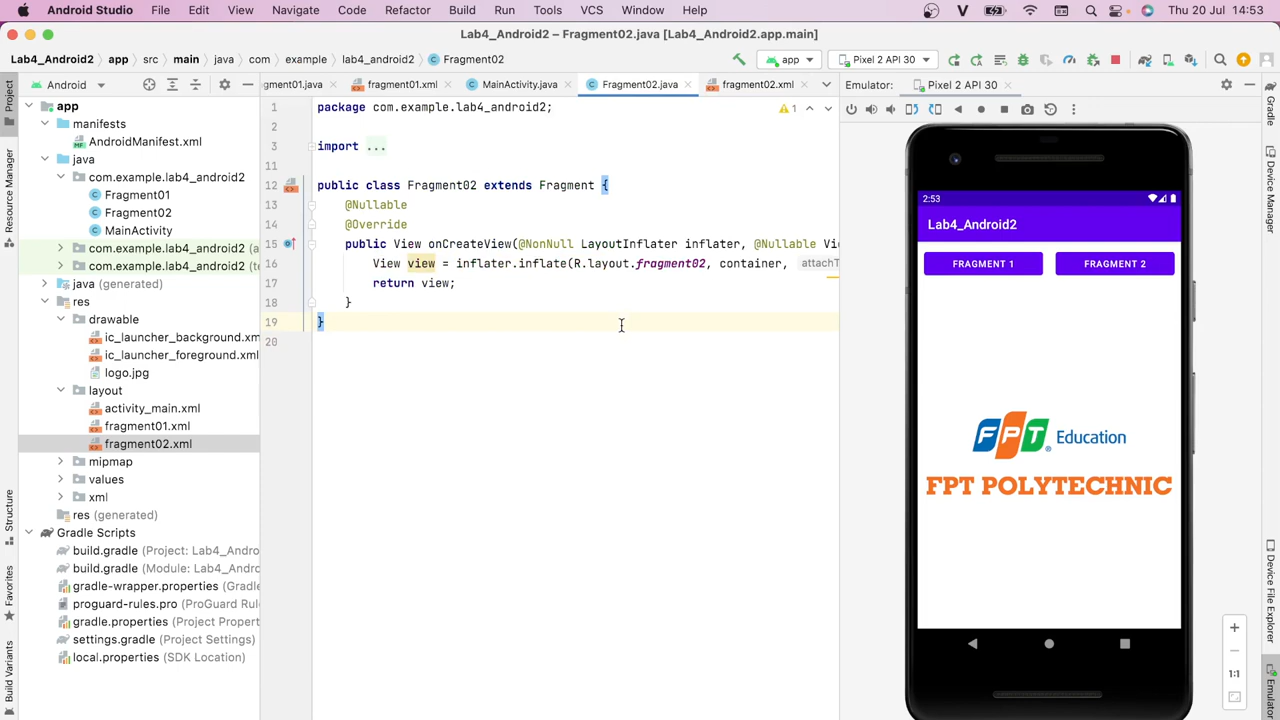 Android Studio File Edit View Navigate Code Refactor Build Run Tools VCS Window Help Thu 20 Jul 14:53
Lab4_Android2 – Fragment02.java [Lab4_Android2.app.main]
Lab4_Android2 app src main java com example lab4_android2 Fragment02 app Pixel 2 API 30
Android gment01.java fragment01.xml MainActivity.java Fragment02.java fragment02.xml Emulator: Pixel 2 API 30
Project
Resource Manager
Structure
Favorites
Build Variants
app
manifests
AndroidManifest.xml
java
com.example.lab4_android2
Fragment01
Fragment02
MainActivity
com.example.lab4_android2 (a
com.example.lab4_android2 (te
java (generated)
res
drawable
ic_launcher_background.xm
ic_launcher_foreground.xml
logo.jpg
layout
activity_main.xml
fragment01.xml
fragment02.xml
mipmap
values
xml
res (generated)
Gradle Scripts
build.gradle (Project: Lab4_Andro
build.gradle (Module: Lab4_Andro
gradle-wrapper.properties (Gradle
proguard-rules.pro (ProGuard Rul
gradle.properties (Project Propert
settings.gradle (Project Settings)
local.properties (SDK Location)
1 package com.example.lab4_android2;
1
2
3 import ...
11
12 public class Fragment02 extends Fragment {
13 @Nullable
14 @Override
15 public View onCreateView(@NonNull LayoutInflater inflater, @Nullable Vi
16 View view = inflater.inflate(R.layout.fragment02, container, attachT
17 return view;
18 }
19 }
20
2:53
Lab4_Android2
FRAGMENT 1 FRAGMENT 2
FPT® Education
FPT POLYTECHNIC
1:1
Gradle
Device Manager
Device File Explorer
Emulator